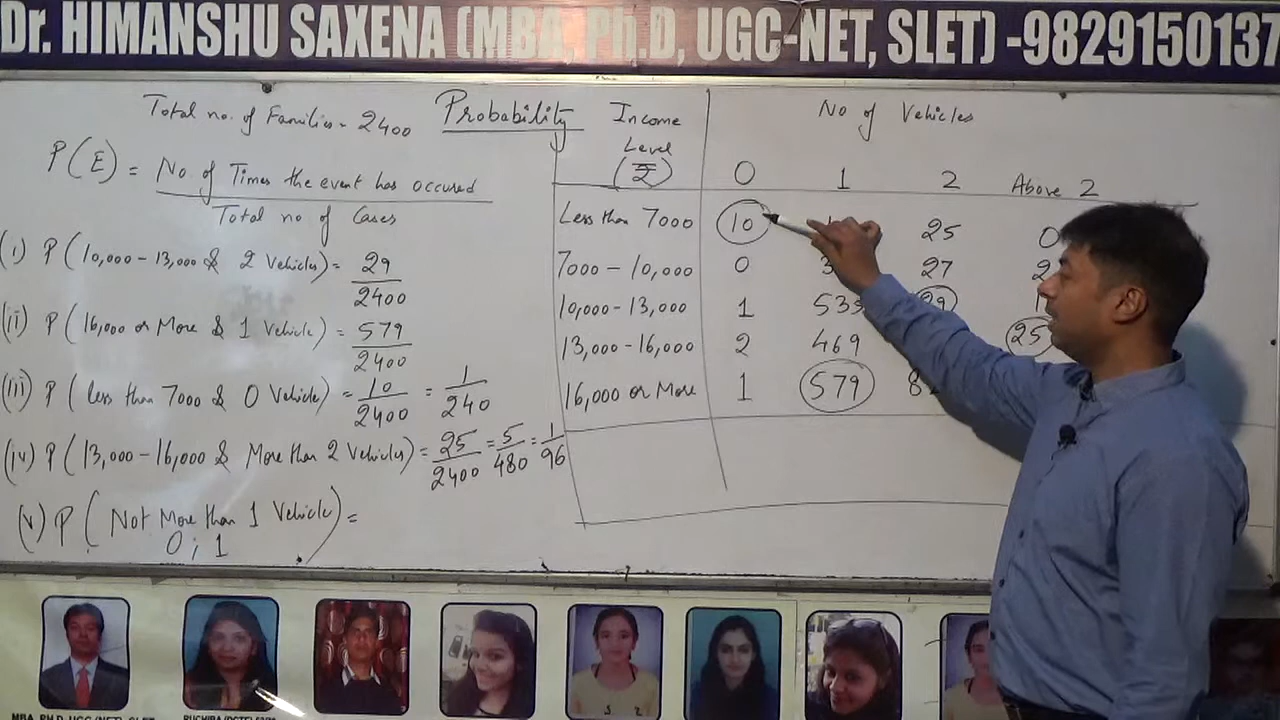 Dr. HIMANSHU SAXENA (MBA, Ph.D, UGC-NET, SLET) -9829150137
Total no. of Families = 2400
Probability
P(E) = No. of Times the event has occured
Total no of Cases
(i) P (10,000-13,000 & 2 Vehicles) = 29/2400
(ii) P (16,000 or More & 1 Vehicle) = 579/2400
(iii) P (less than 7000 & 0 Vehicle) = 10/2400 = 1/240
(iv) P (13,000-16,000 & More than 2 Vehicles) = 25/2400 = 5/480 = 1/96
(v) P (Not More than 1 Vehicle) =
0, 1
Income Level (₹)
No of Vehicles
0 1 2 Above 2
Less than 7000 10 25 0
7000-10,000 0 27 2
10,000-13,000 1 535 29
13,000-16,000 2 469 25
16,000 or More 1 579